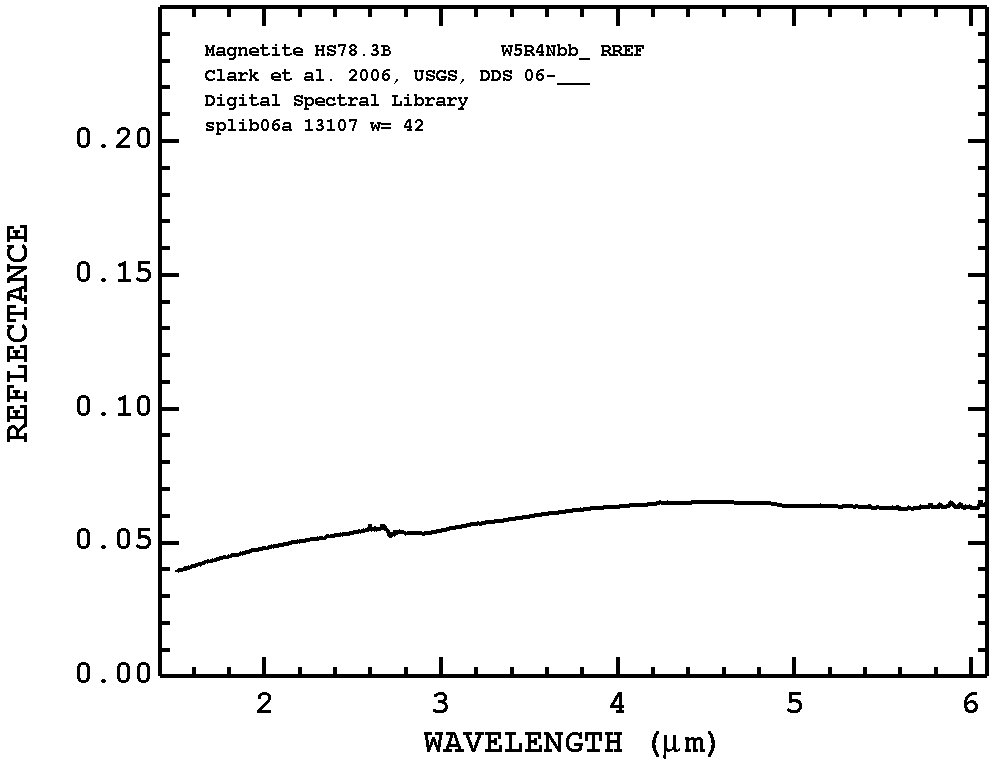 Magnetite HS78.3B W5R4Nbb_ RREF
Clark et al. 2006, USGS, DDS 06-___
Digital Spectral Library
splib06a 13107 w= 42
0.20
0.15
0.10
0.05
0.00
REFLECTANCE
2 3 4 5 6
WAVELENGTH (μm)